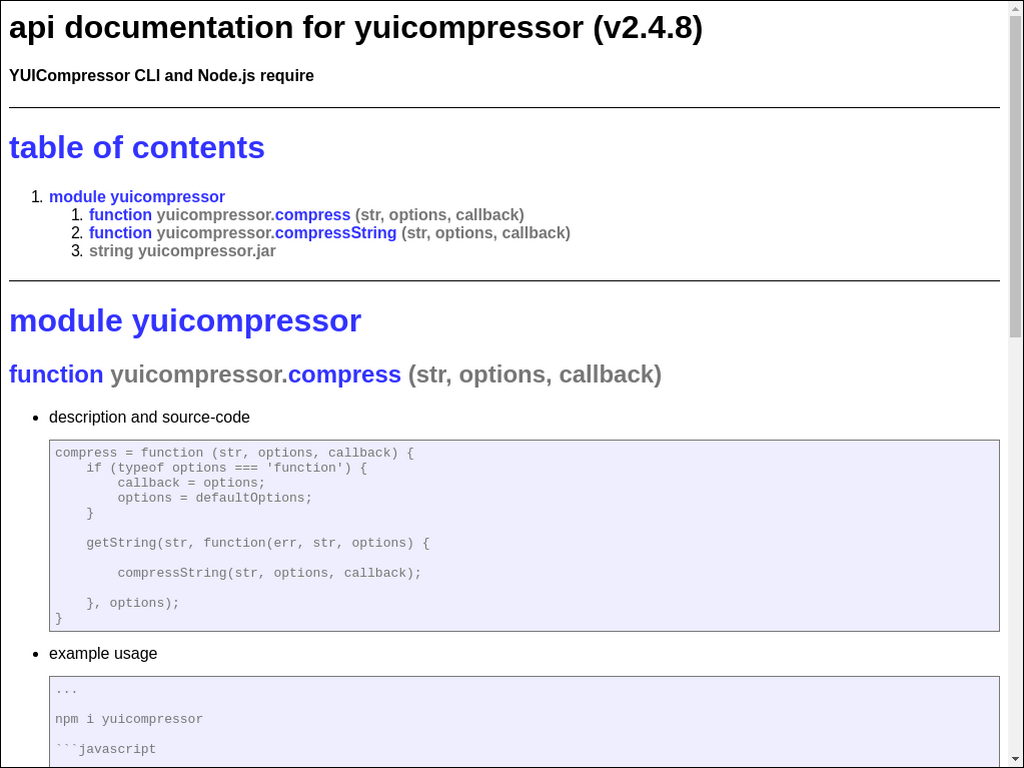 api documentation for yuicompressor (v2.4.8)
YUICompressor CLI and Node.js require
table of contents
1. module yuicompressor
1. function yuicompressor.compress (str, options, callback)
2. function yuicompressor.compressString (str, options, callback)
3. string yuicompressor.jar
module yuicompressor
function yuicompressor.compress (str, options, callback)
• description and source-code
compress = function (str, options, callback) {
    if (typeof options === 'function') {
        callback = options;
        options = defaultOptions;
    }
    getString(str, function(err, str, options) {
        compressString(str, options, callback);
    }, options);
}
• example usage
...
npm i yuicompressor
```javascript